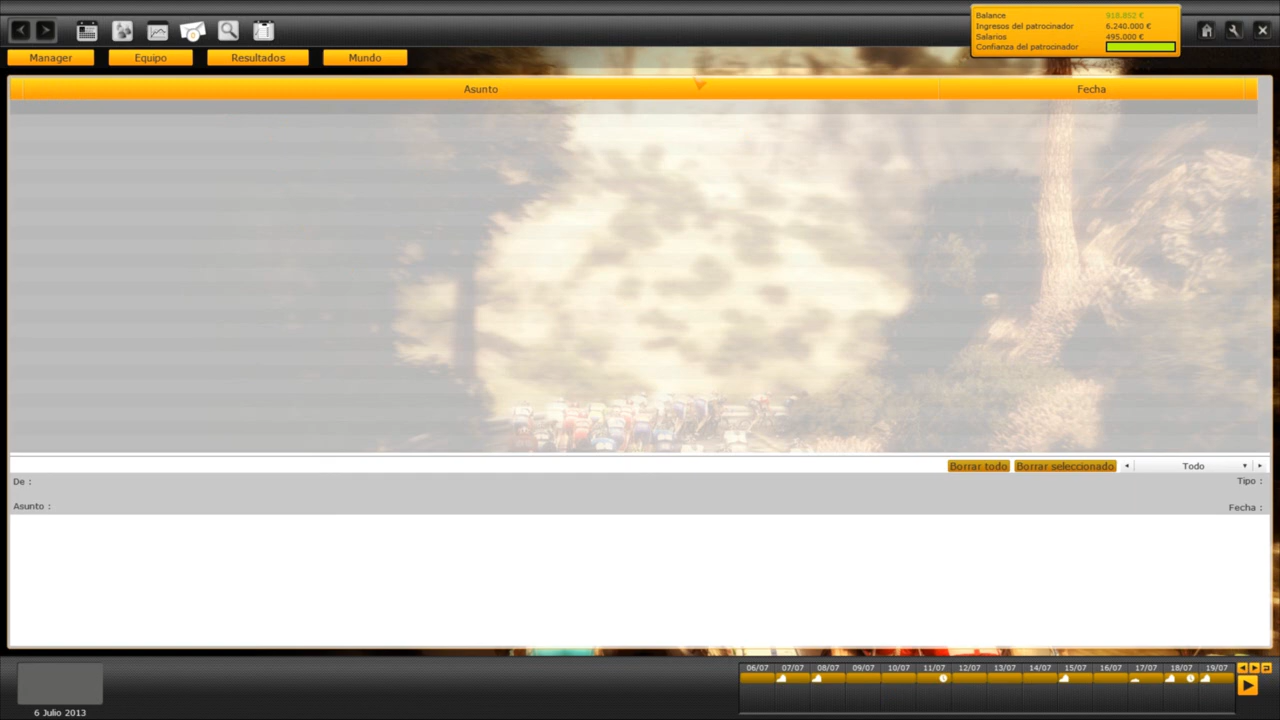 Balance 918.852 €
Ingresos del patrocinador 6.240.000 €
Salarios 495.000 €
Confianza del patrocinador
0
Manager Equipo Resultados Mundo
Asunto Fecha
Borrar todo Borrar seleccionado Todo
De : Tipo :
Asunto : Fecha :
06/07 07/07 08/07 09/07 10/07 11/07 12/07 13/07 14/07 15/07 16/07 17/07 18/07 19/07
6 Julio 2013